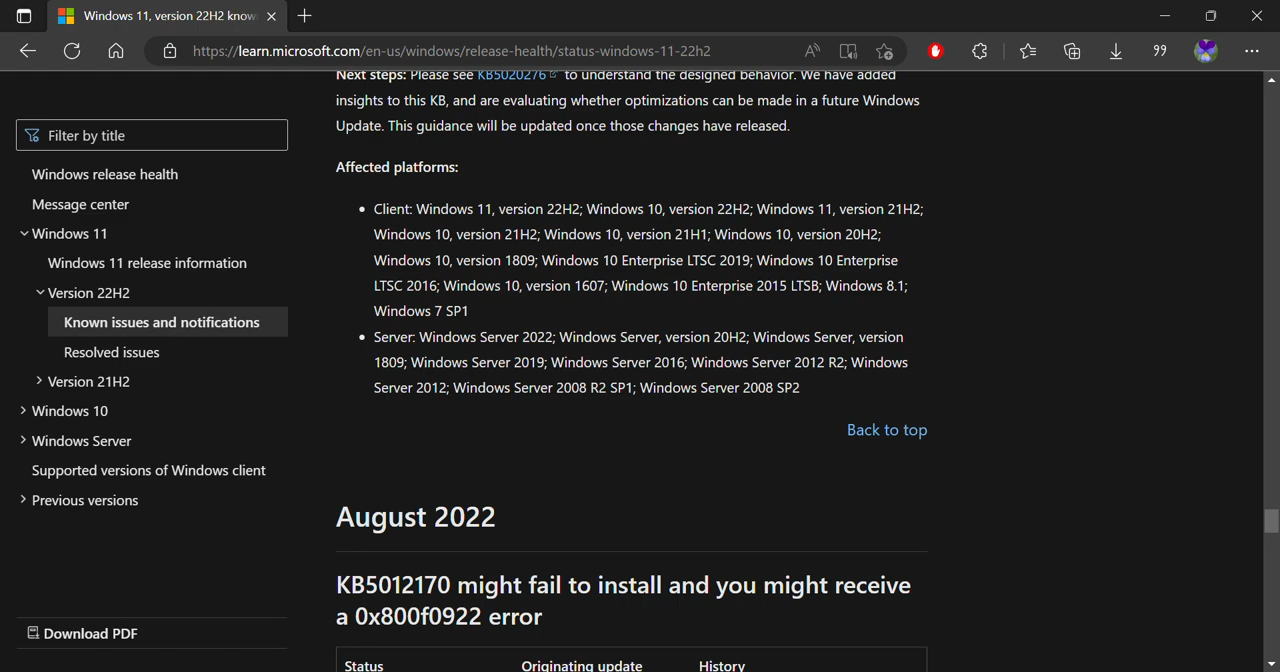 Windows 11, version 22H2 know
https://learn.microsoft.com/en-us/windows/release-health/status-windows-11-22h2
Filter by title
Windows release health
Message center
Windows 11
Windows 11 release information
Version 22H2
Known issues and notifications
Resolved issues
Version 21H2
Windows 10
Windows Server
Supported versions of Windows client
Previous versions
Download PDF
Next steps: Please see KB5020276 to understand the designed behavior. We have added
insights to this KB, and are evaluating whether optimizations can be made in a future Windows
Update. This guidance will be updated once those changes have released.
Affected platforms:
Client: Windows 11, version 22H2; Windows 10, version 22H2; Windows 11, version 21H2;
Windows 10, version 21H2; Windows 10, version 21H1; Windows 10, version 20H2;
Windows 10, version 1809; Windows 10 Enterprise LTSC 2019; Windows 10 Enterprise
LTSC 2016; Windows 10, version 1607; Windows 10 Enterprise 2015 LTSB; Windows 8.1;
Windows 7 SP1
Server: Windows Server 2022; Windows Server, version 20H2; Windows Server, version
1809; Windows Server 2019; Windows Server 2016; Windows Server 2012 R2; Windows
Server 2012; Windows Server 2008 R2 SP1; Windows Server 2008 SP2
Back to top
August 2022
KB5012170 might fail to install and you might receive
a 0x800f0922 error
Status Originating update History